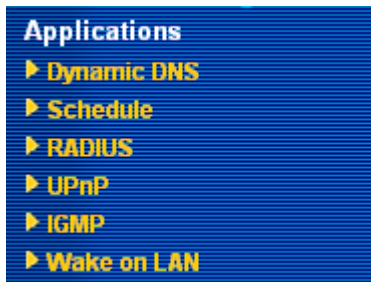 Applications
Dynamic DNS
Schedule
RADIUS
UPnP
IGMP
Wake on LAN